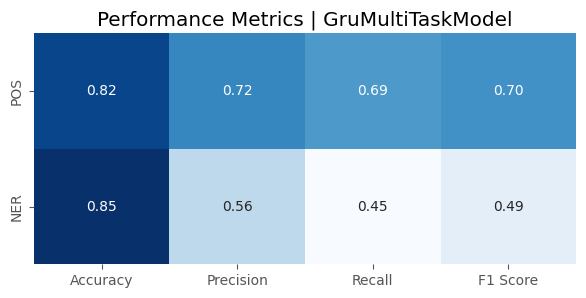 Performance Metrics | GruMultiTaskModel
POS 0.82 0.72 0.69 0.70
NER 0.85 0.56 0.45 0.49
Accuracy Precision Recall F1 Score